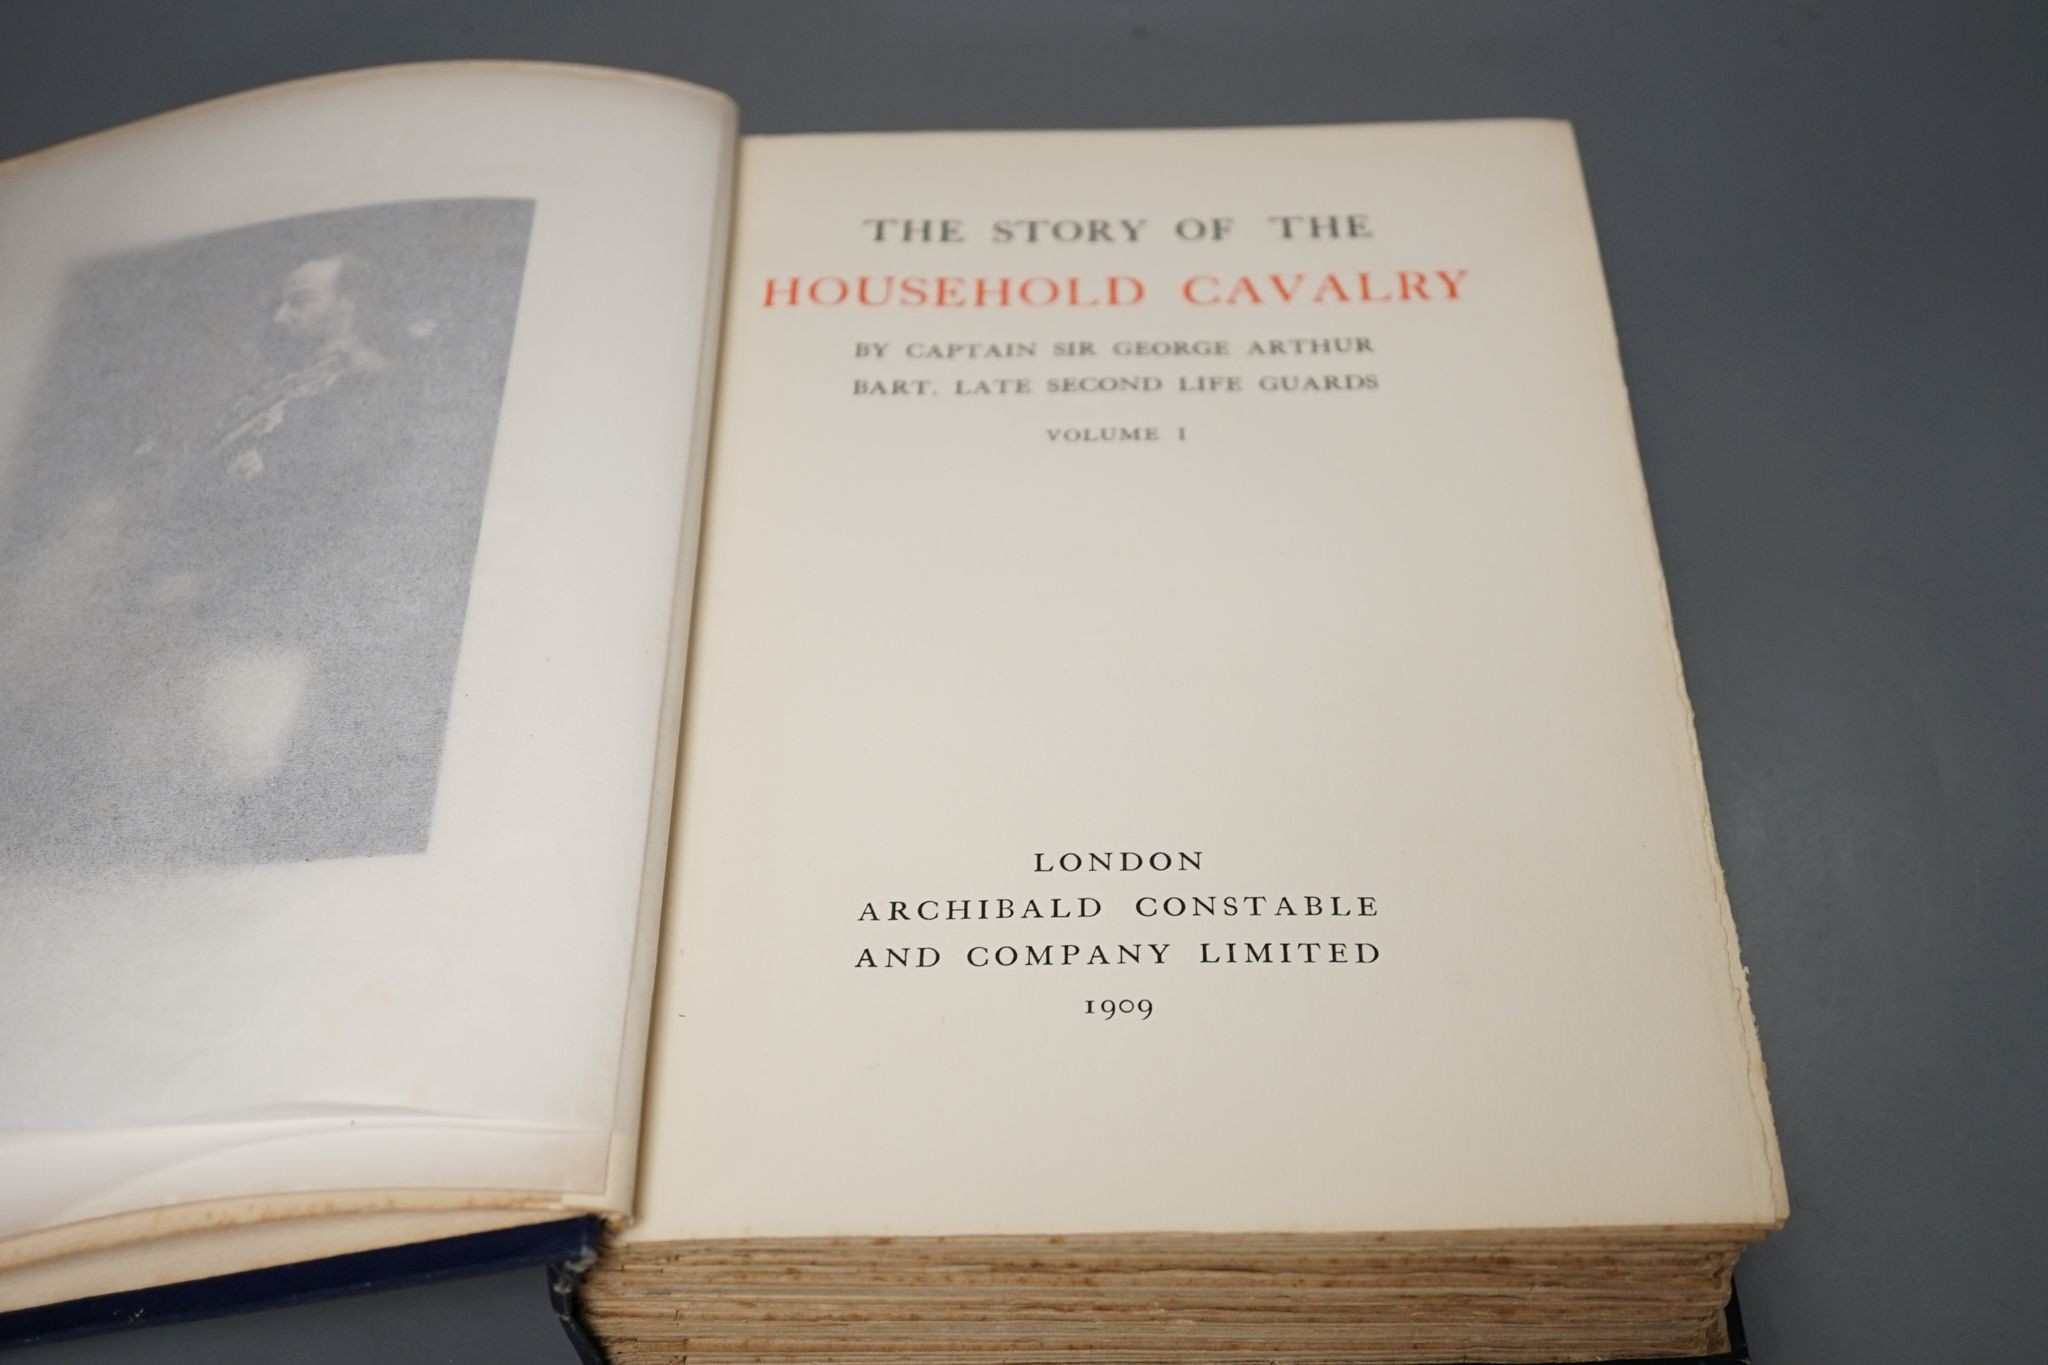 THE STORY OF THE
HOUSEHOLD CAVALRY
BY CAPTAIN SIR GEORGE ARTHUR
BART. LATE SECOND LIFE GUARDS
VOLUME I
LONDON
ARCHIBALD CONSTABLE
AND COMPANY LIMITED
1909